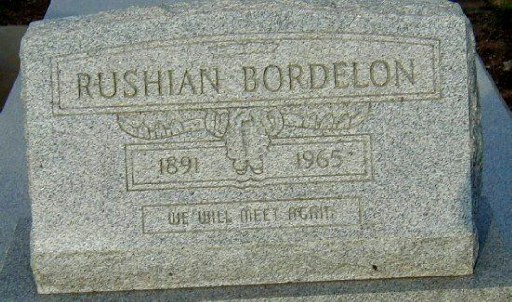 RUSHIAN BORDELON
1891 1965
WE WILL MEET AGAIN